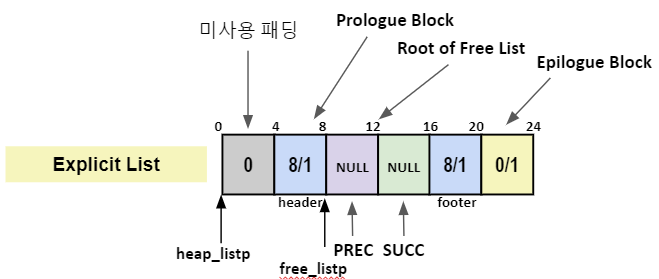 미사용 패딩
Prologue Block
Root of Free List
Epilogue Block
0 4 8 12 16 20 24
Explicit List
0 8/1 NULL NULL 8/1 0/1
header footer
heap_listp
free_listp
PREC SUCC